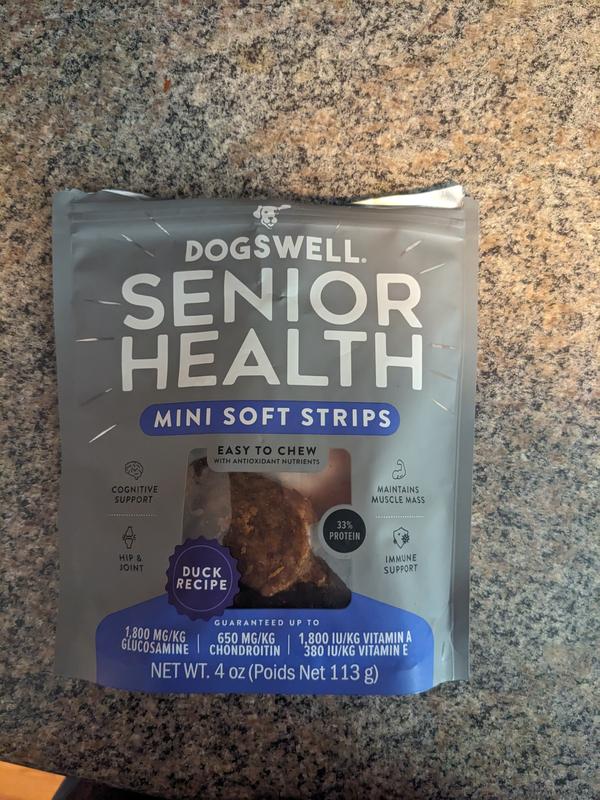 DOGSWELL.
SENIOR
HEALTH
MINI SOFT STRIPS
EASY TO CHEW
WITH ANTIOXIDANT NUTRIENTS
COGNITIVE
SUPPORT
MAINTAINS
MUSCLE MASS
33%
PROTEIN
HIP &
JOINT
IMMUNE
SUPPORT
DUCK
RECIPE
GUARANTEED UP TO
1,800 MG/KG
GLUCOSAMINE
650 MG/KG
CHONDROITIN
1,800 IU/KG VITAMIN A
380 IU/KG VITAMIN E
NET WT. 4 oz (Poids Net 113 g)